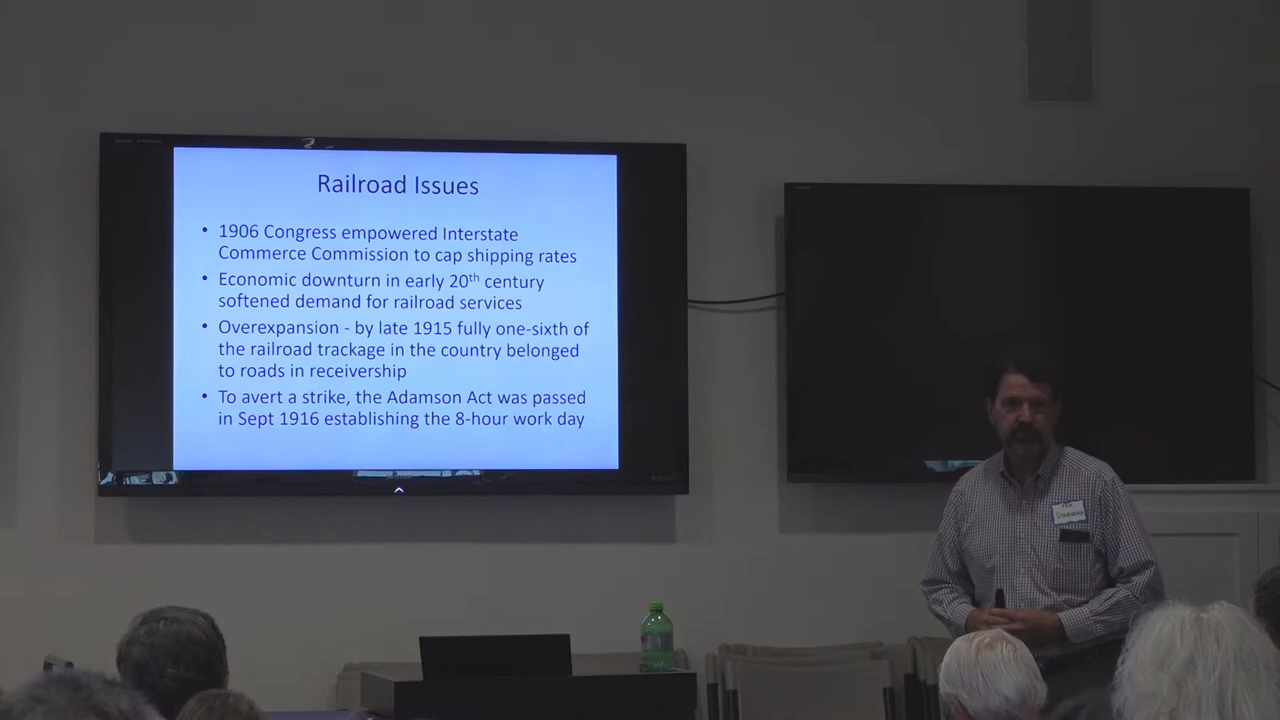 Railroad Issues
• 1906 Congress empowered Interstate
Commerce Commission to cap shipping rates
• Economic downturn in early 20th century
softened demand for railroad services
• Overexpansion - by late 1915 fully one-sixth of
the railroad trackage in the country belonged
to roads in receivership
• To avert a strike, the Adamson Act was passed
in Sept 1916 establishing the 8-hour work day